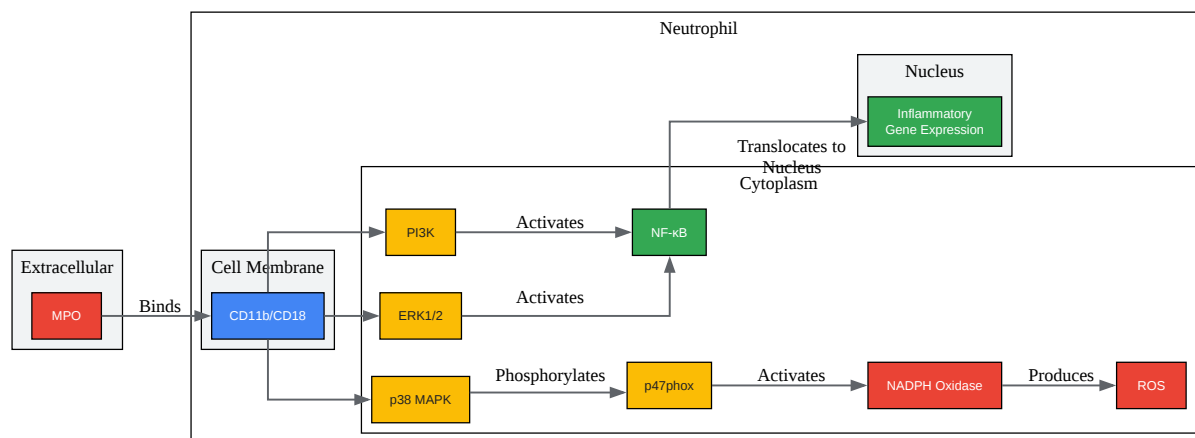 Neutrophil
Nucleus
Inflammatory
Gene Expression
Translocates to
Nucleus
Cytoplasm
PI3K
Activates
NF-κB
Extracellular
Cell Membrane
MPO
Binds
CD11b/CD18
ERK1/2
Activates
p38 MAPK
Phosphorylates
p47phox
Activates
NADPH Oxidase
Produces
ROS